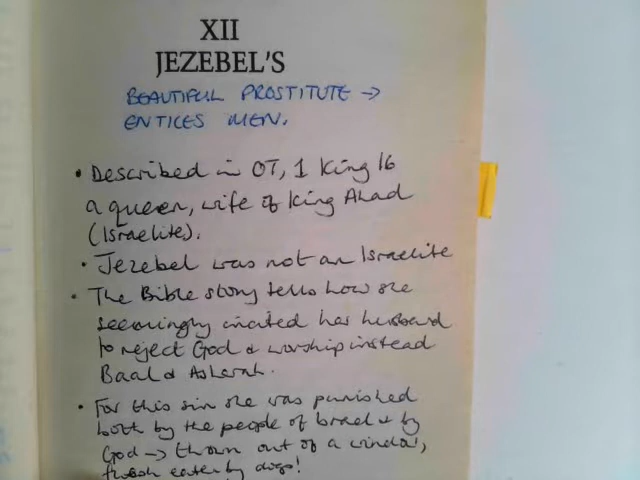 XII
JEZEBEL'S
BEAUTIFUL PROSTITUTE →
ENTICES MEN.
• Described in OT, 1 King 16
a queen, wife of King Ahad
(Israelite).
• Jezebel was not an Israelite
• The Bible story tells how she
seemingly incited her husband
to reject God & worship instead
Baal & Asherah.
• For this sin she was punished
both by the people of Israel & by
God → thrown out of a window,
flesh eaten by dogs!